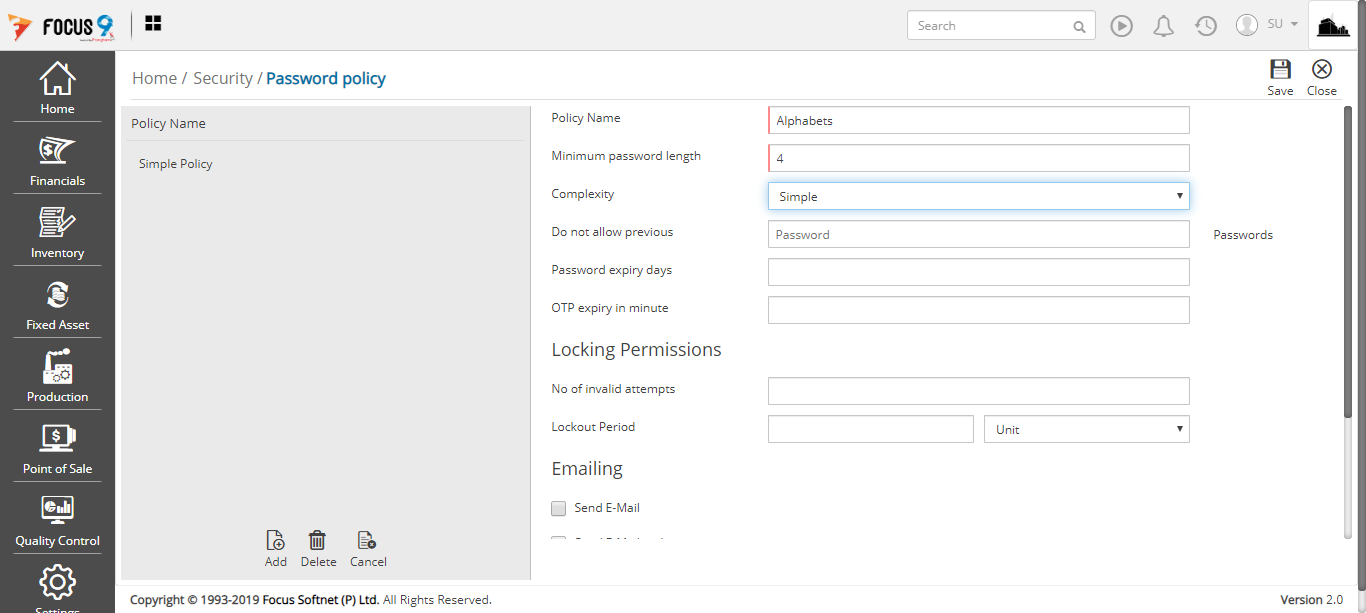 FOCUS 9
Search
SU
Home
Financials
Inventory
Fixed Asset
Production
Point of Sale
Quality Control
Settings
Home / Security / Password policy
Save
Close
Policy Name
Simple Policy
Add
Delete
Cancel
Policy Name
Alphabets
Minimum password length
4
Complexity
Simple
Do not allow previous
Password
Passwords
Password expiry days
OTP expiry in minute
Locking Permissions
No of invalid attempts
Lockout Period
Unit
Emailing
Send E-Mail
Copyright © 1993-2019 Focus Softnet (P) Ltd. All Rights Reserved.
Version 2.0